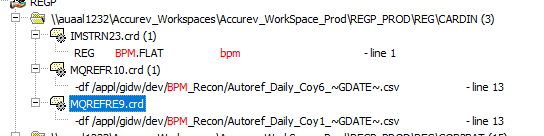 REGP
\\auaal1232\Accurev_Workspaces\Accurev_WorkSpace_Prod\REGP_PROD\REG\CARDIN (3)
IMSTRN23.crd (1)
REG BPM.FLAT bpm - line 1
MQREFR10.crd (1)
-df /appl/gidw/dev/BPM_Recon/Autoref_Daily_Coy6_~GDATE~.csv - line 13
MQREFRE9.crd
-df /appl/gidw/dev/BPM_Recon/Autoref_Daily_Coy1_~GDATE~.csv - line 13